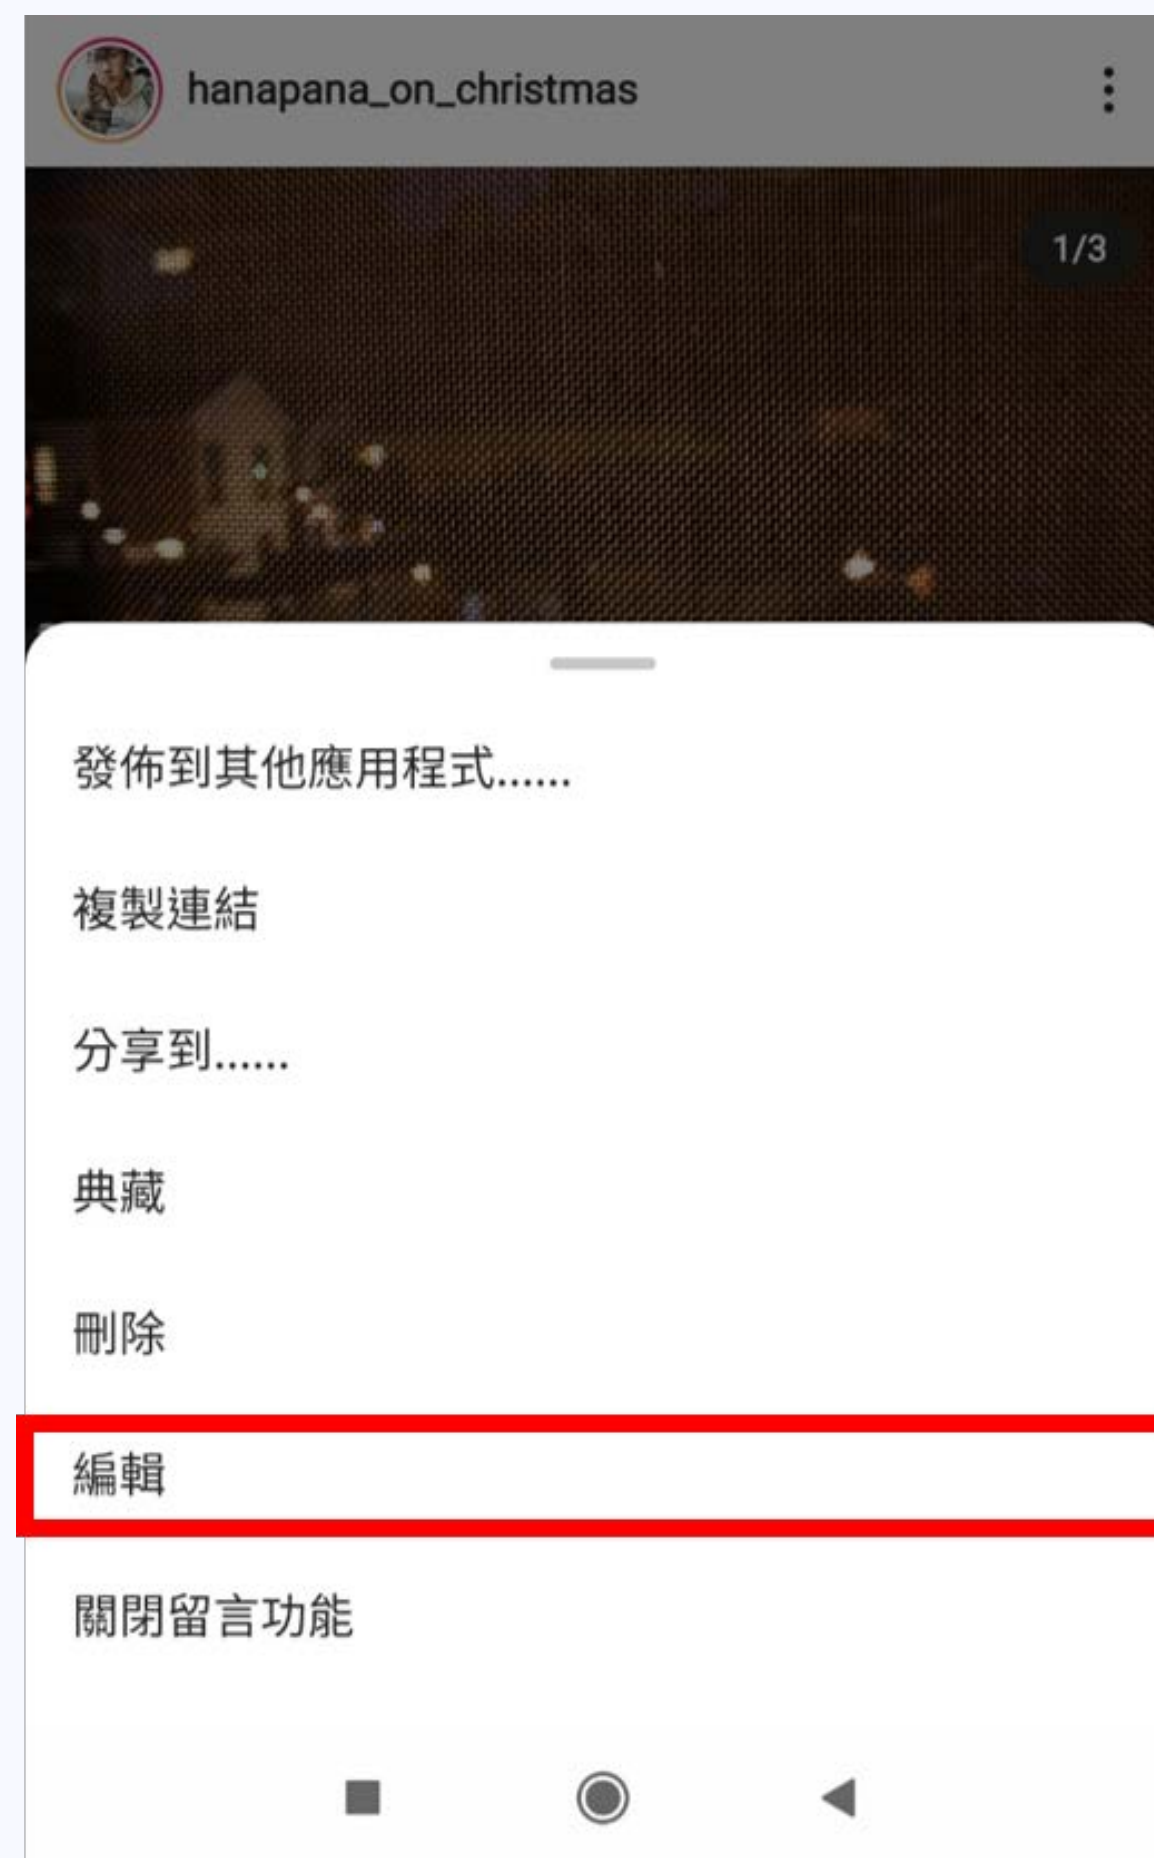 hanapana_on_christmas
1/3
發佈到其他應用程式......
複製連結
分享到......
典藏
刪除
編輯
關閉留言功能